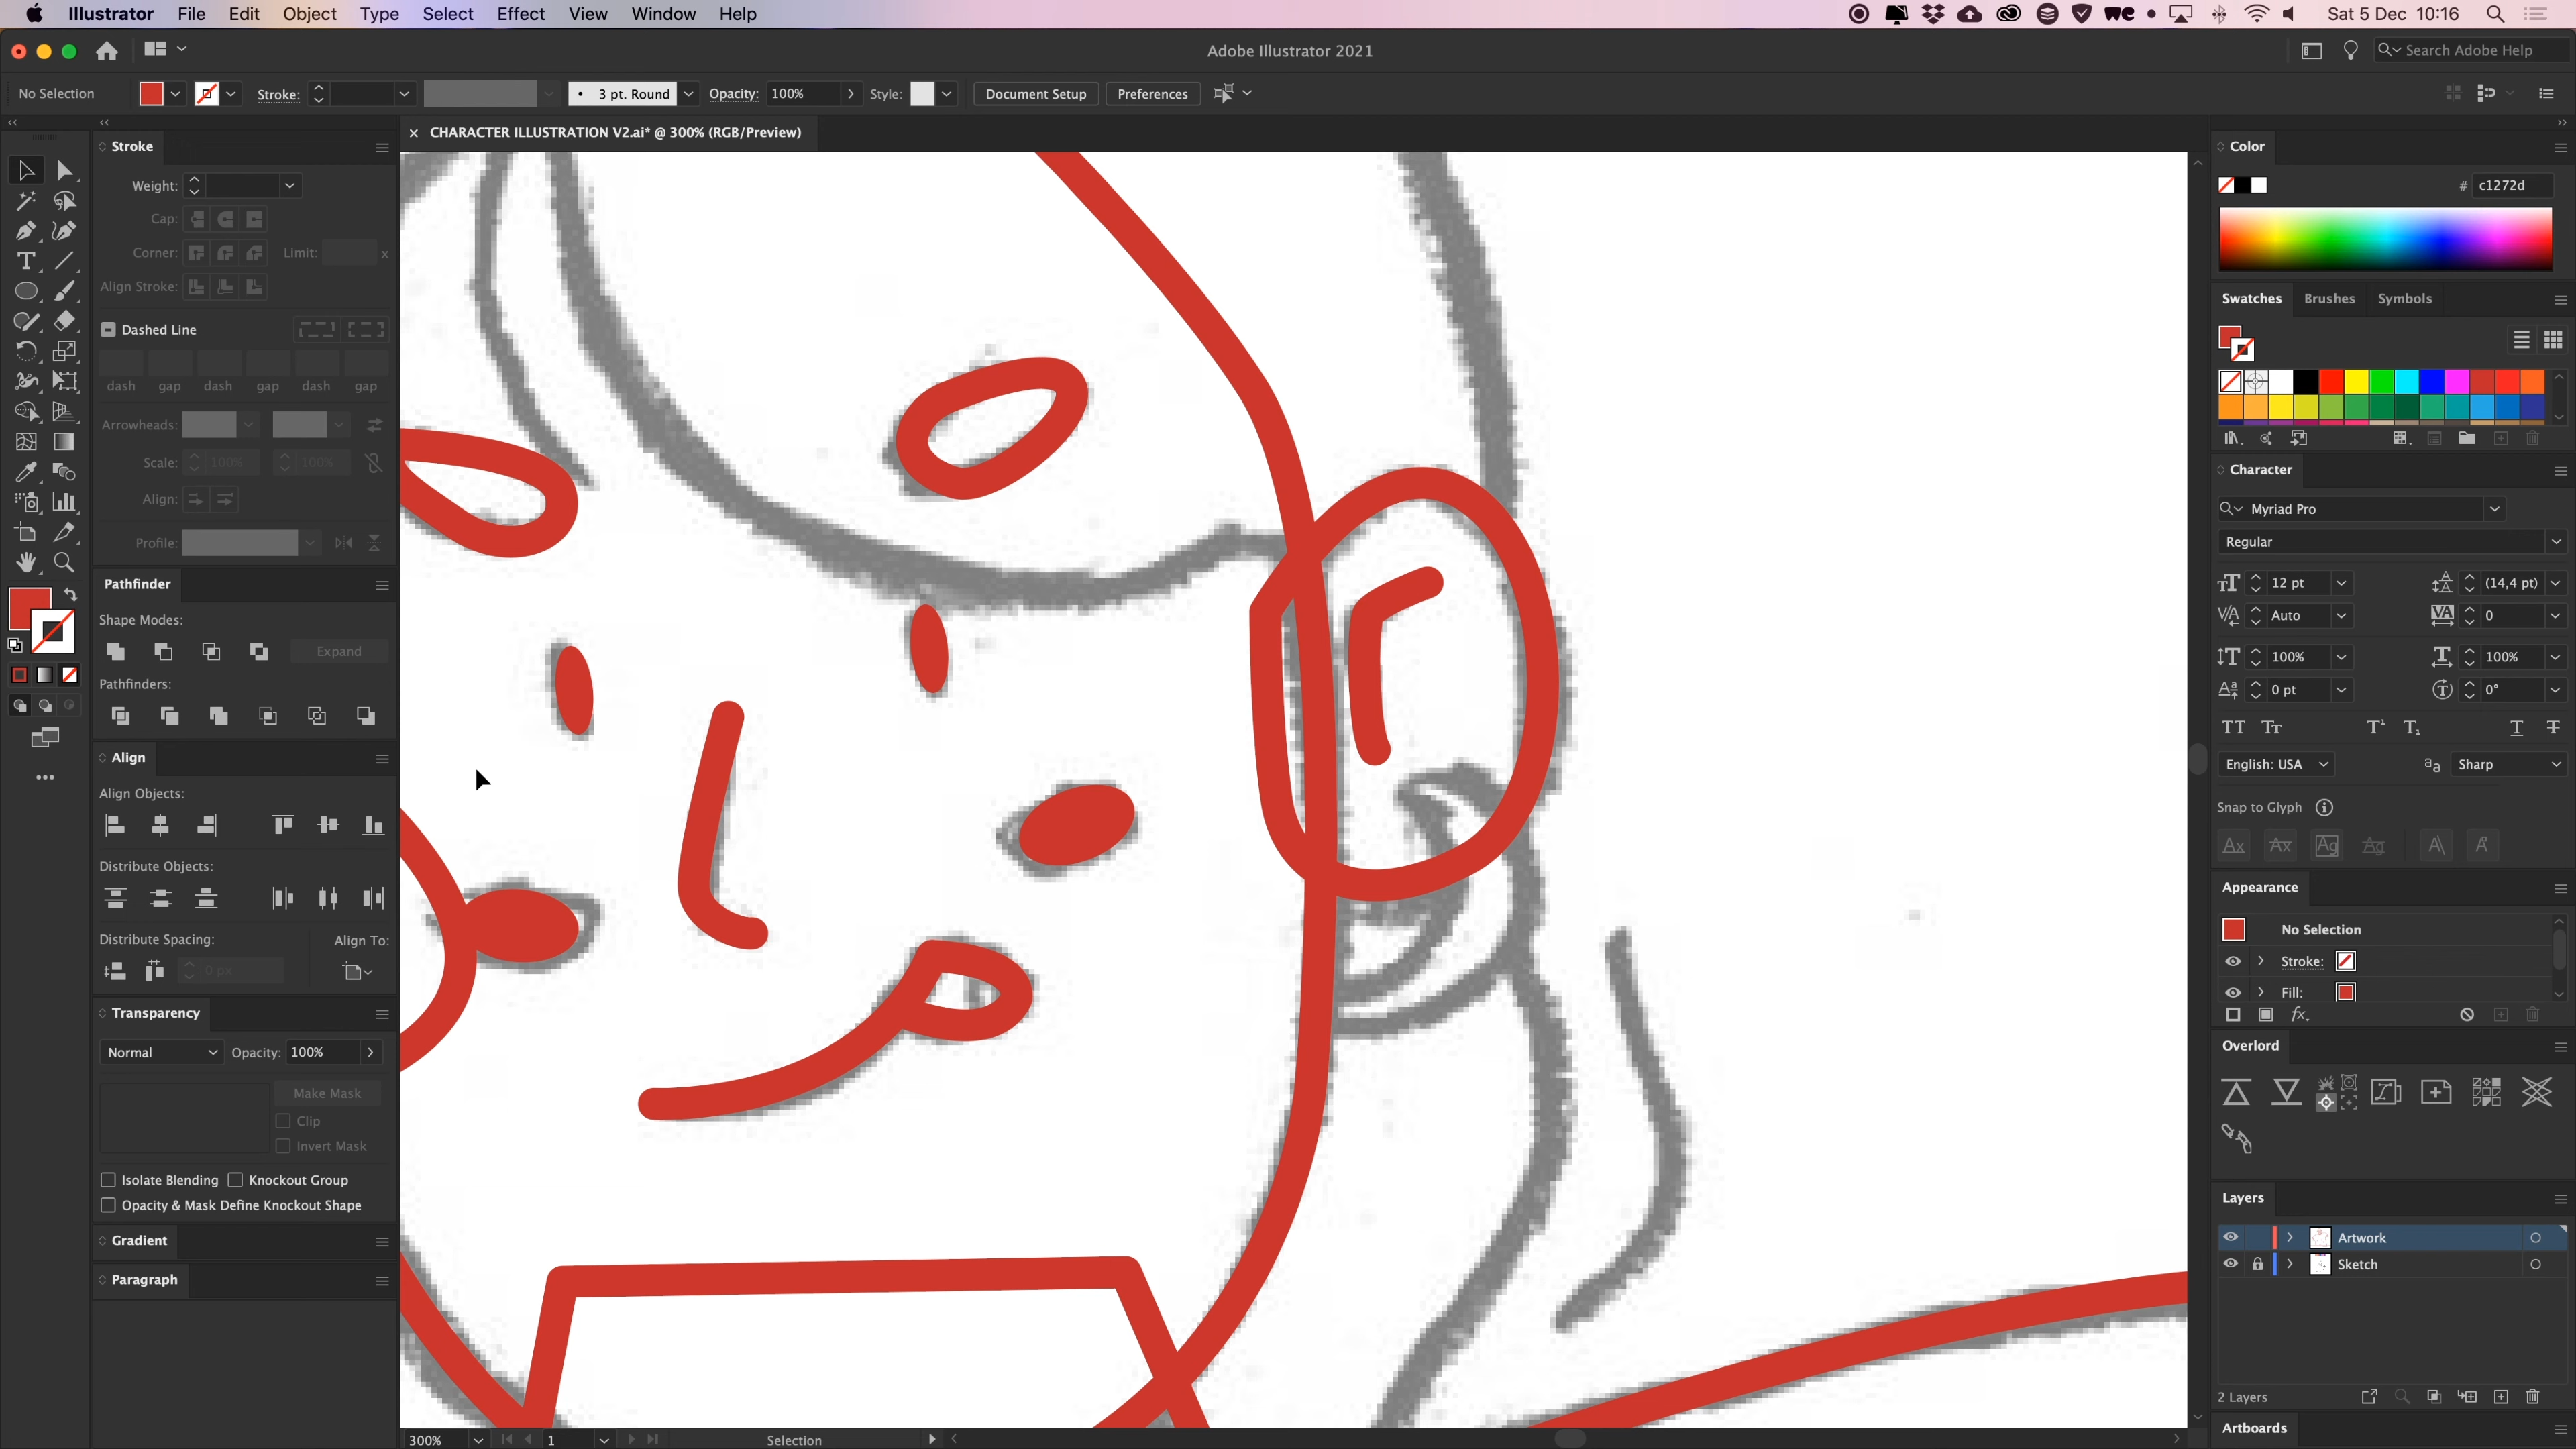 Illustrator File Edit Object Type Select Effect View Window Help
Sat 5 Dec 10:16
Adobe Illustrator 2021
Search Adobe Help
No Selection
Stroke:
3 pt. Round
Opacity: 100%
Style:
Document Setup
Preferences
× CHARACTER ILLUSTRATION V2.ai* @ 300% (RGB/Preview)
Stroke
Weight:
Cap:
Corner:
Limit: x
Align Stroke:
Dashed Line
dash gap dash gap dash gap
Arrowheads:
Scale: 100% 100%
Align:
Profile:
Pathfinder
Shape Modes:
Expand
Pathfinders:
Align
Align Objects:
Distribute Objects:
Distribute Spacing: Align To:
0 px
Transparency
Normal Opacity: 100%
Make Mask
Clip
Invert Mask
Isolate Blending Knockout Group
Opacity & Mask Define Knockout Shape
Gradient
Paragraph
300% 1 Selection
Color
# c1272d
Swatches Brushes Symbols
Character
Myriad Pro
Regular
12 pt (14,4 pt)
Auto 0
100% 100%
0 pt 0°
English: USA Sharp
Snap to Glyph
Appearance
No Selection
Stroke:
Fill:
fx.
Overlord
Layers
Artwork
Sketch
2 Layers
Artboards